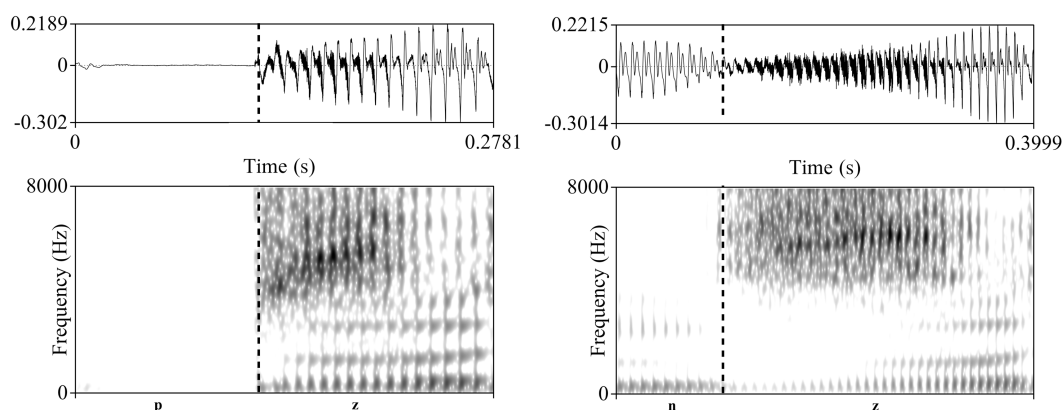 0.2189
0
-0.302
0 0.2781
Time (s)
8000
Frequency (Hz)
0
p z
0.2215
0
-0.3014
0 0.3999
Time (s)
8000
Frequency (Hz)
0
n z